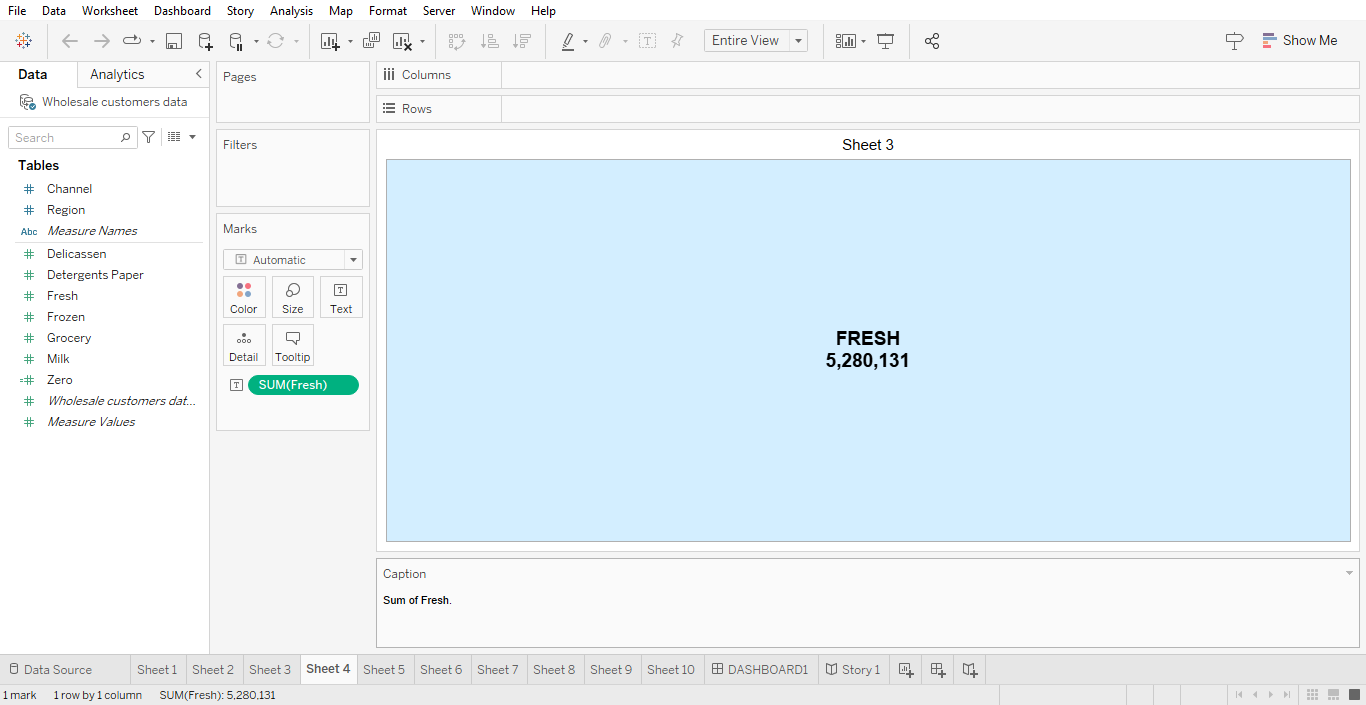 File Data Worksheet Dashboard Story Analysis Map Format Server Window Help
Entire View
Show Me
Data Analytics
Wholesale customers data
Search
Tables
Channel
Region
Abc Measure Names
Delicassen
Detergents Paper
Fresh
Frozen
Grocery
Milk
Zero
Wholesale customers dat...
Measure Values
Pages
Filters
Marks
Automatic
Color Size Text
Detail Tooltip
SUM(Fresh)
Columns
Rows
Sheet 3
FRESH
5,280,131
Caption
Sum of Fresh.
Data Source Sheet 1 Sheet 2 Sheet 3 Sheet 4 Sheet 5 Sheet 6 Sheet 7 Sheet 8 Sheet 9 Sheet 10 DASHBOARD1 Story 1
1 mark 1 row by 1 column SUM(Fresh): 5,280,131